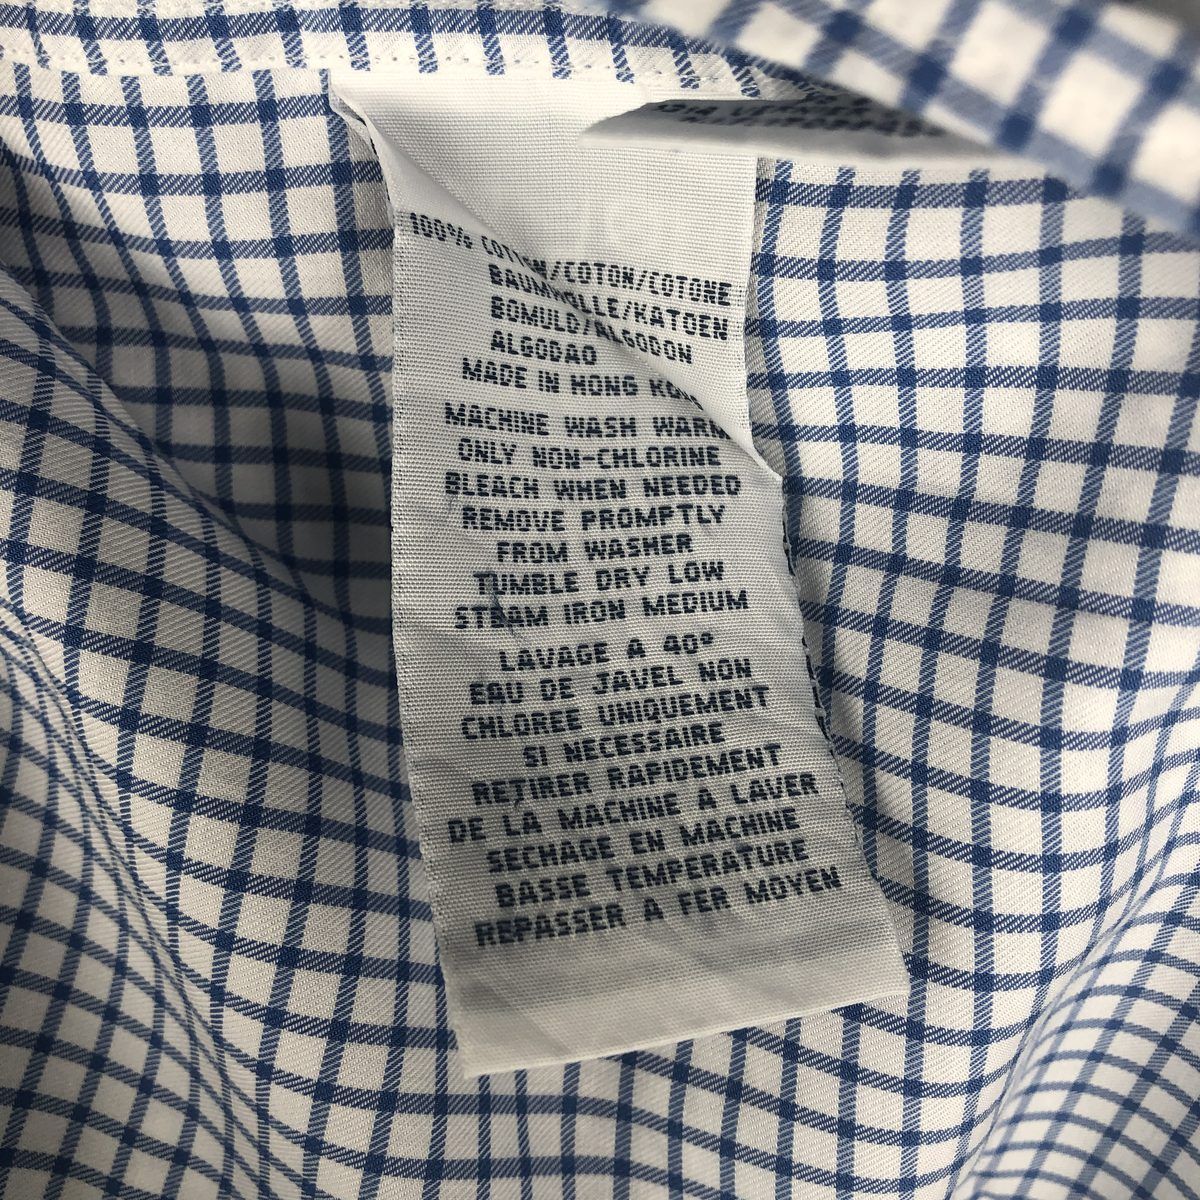 100% COTTON/COTON/COTONE
BAUMWOLLE/KATOEN
BOMULD/ALGODON
ALGODAO
MADE IN HONG KONG
MACHINE WASH WARM
ONLY NON-CHLORINE
BLEACH WHEN NEEDED
REMOVE PROMPTLY
FROM WASHER
TUMBLE DRY LOW
STEAM IRON MEDIUM
LAVAGE A 40°
EAU DE JAVEL NON
CHLOREE UNIQUEMENT
SI NECESSAIRE
RETIRER RAPIDEMENT
DE LA MACHINE A LAVER
SECHAGE EN MACHINE
BASSE TEMPERATURE
REPASSER A FER MOYEN